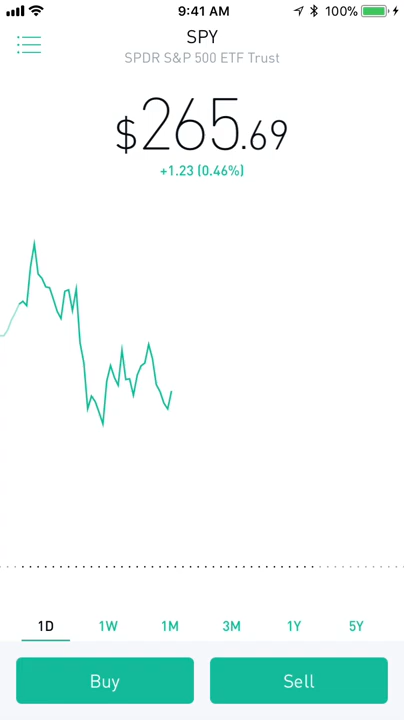 9:41 AM 100%
SPY
SPDR S&P 500 ETF Trust
$265.69
+1.23 (0.46%)
1D 1W 1M 3M 1Y 5Y
Buy Sell